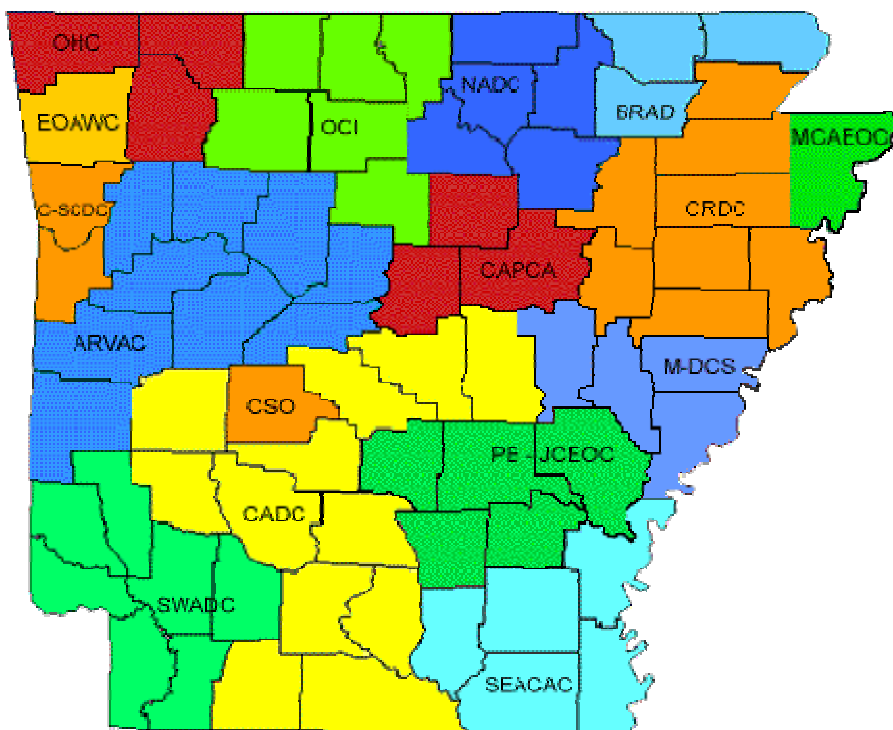 OHC
NADC
BRAD
EOAWC
OCI
MCAEOC
C-SCDC
CRDC
CAPCA
ARVAC
M-DCS
CSO
PE - JCEOC
CADC
SWADC
SEACAC